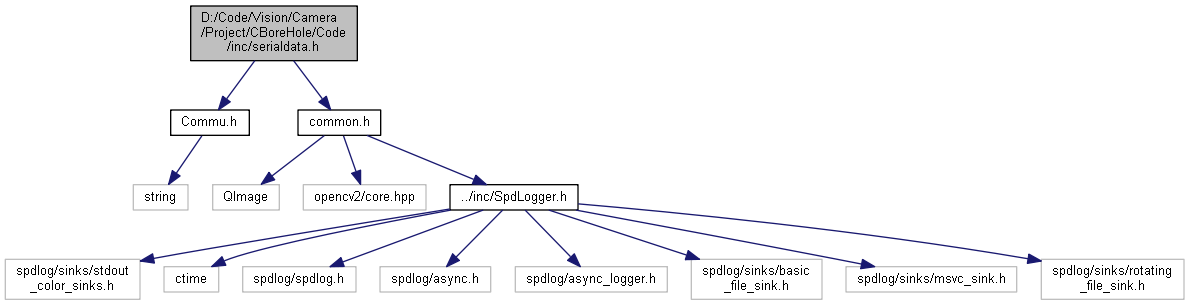 D:/Code/Vision/Camera
/Project/CBoreHole/Code
/inc/serialdata.h
Commu.h
common.h
string
QImage
opencv2/core.hpp
../inc/SpdLogger.h
spdlog/sinks/stdout
_color_sinks.h
ctime
spdlog/spdlog.h
spdlog/async.h
spdlog/async_logger.h
spdlog/sinks/basic
_file_sink.h
spdlog/sinks/msvc_sink.h
spdlog/sinks/rotating
_file_sink.h